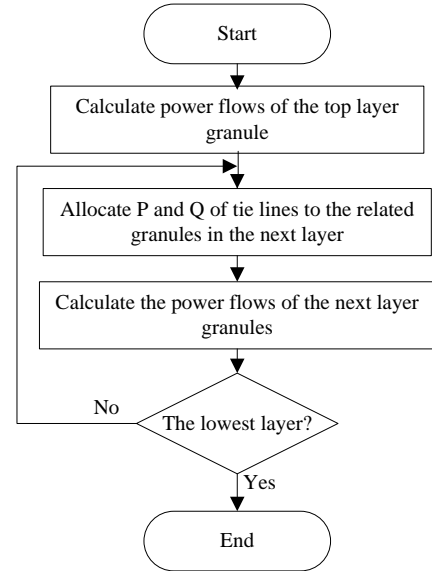 Start
Calculate power flows of the top layer
granule
Allocate P and Q of tie lines to the related
granules in the next layer
Calculate the power flows of the next layer
granules
No
The lowest layer?
Yes
End